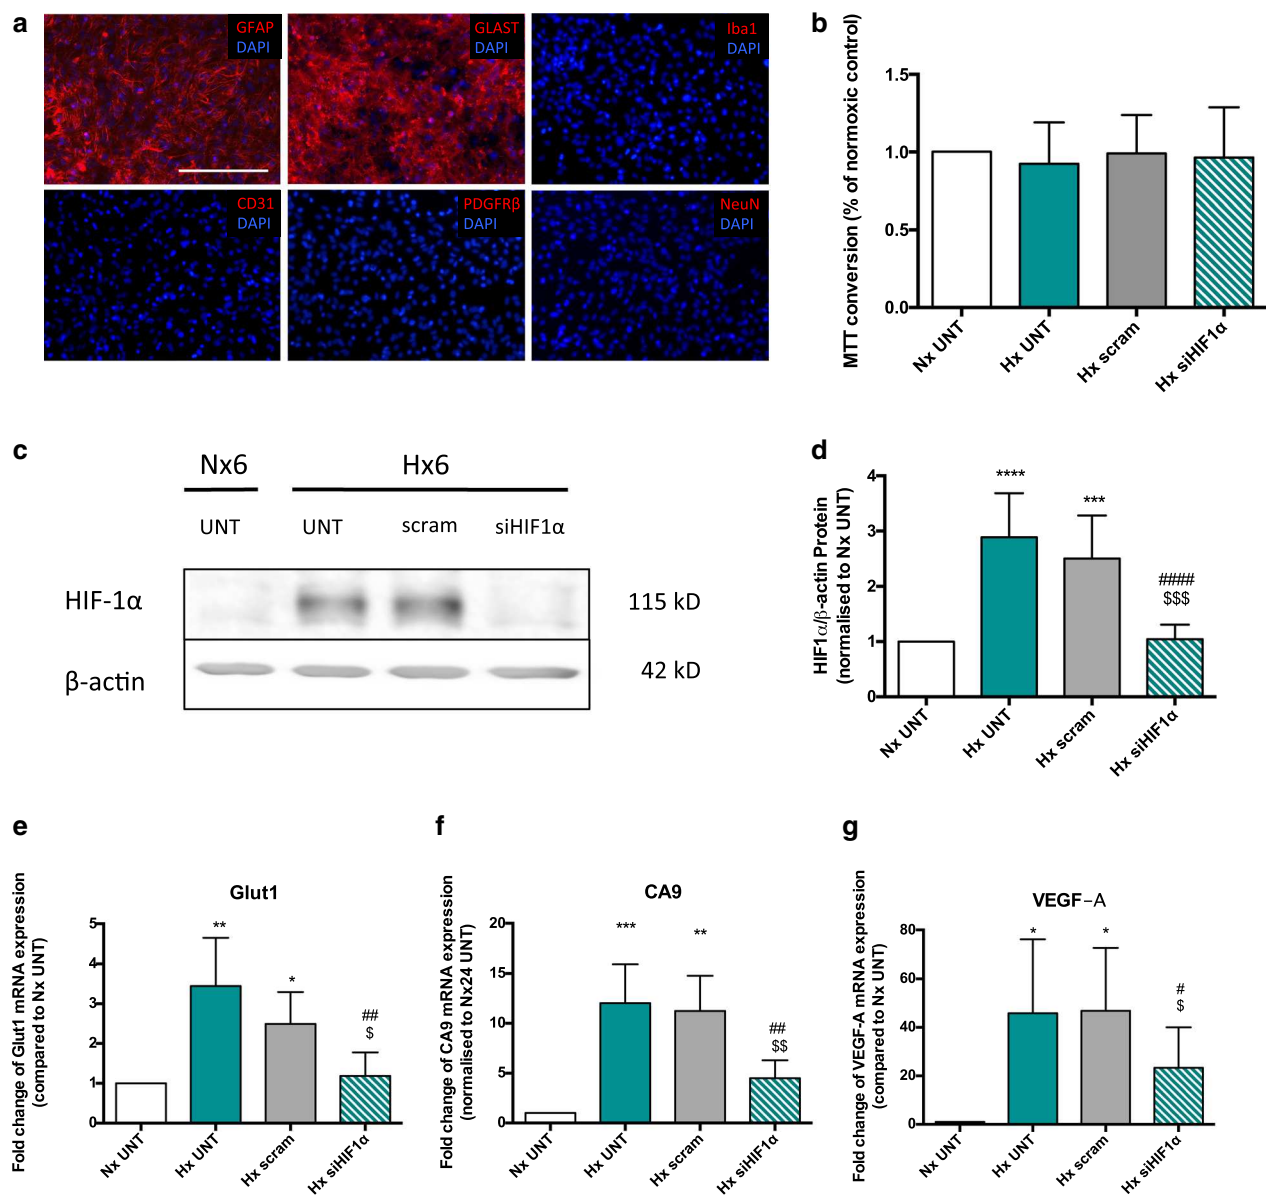 a
GFAP
DAPI
GLAST
DAPI
Iba1
DAPI
CD31
DAPI
PDGFRβ
DAPI
NeuN
DAPI
b
MTT conversion (% of normoxic control)
1.5
1.0
0.5
0.0
Nx UNT
Hx UNT
Hx scram
Hx siHIF1α
c
Nx6
Hx6
UNT
UNT
scram
siHIF1α
HIF-1α
115 kD
β-actin
42 kD
d
HIF1α/β-actin Protein
(normalised to Nx UNT)
4
3
2
1
0
****
***
####
$$$
Nx UNT
Hx UNT
Hx scram
Hx siHIF1α
e
Glut1
Fold change of Glut1 mRNA expression
(compared to Nx UNT)
5
4
3
2
1
0
**
*
##
$
Nx UNT
Hx UNT
Hx scram
Hx siHIF1α
f
CA9
Fold change of CA9 mRNA expression
(normalised to Nx24 UNT)
20
15
10
5
0
***
**
##
$$
Nx UNT
Hx UNT
Hx scram
Hx siHIF1α
g
VEGF–A
Fold change of VEGF-A mRNA expression
(compared to Nx UNT)
80
60
40
20
0
*
*
#
$
Nx UNT
Hx UNT
Hx scram
Hx siHIF1α